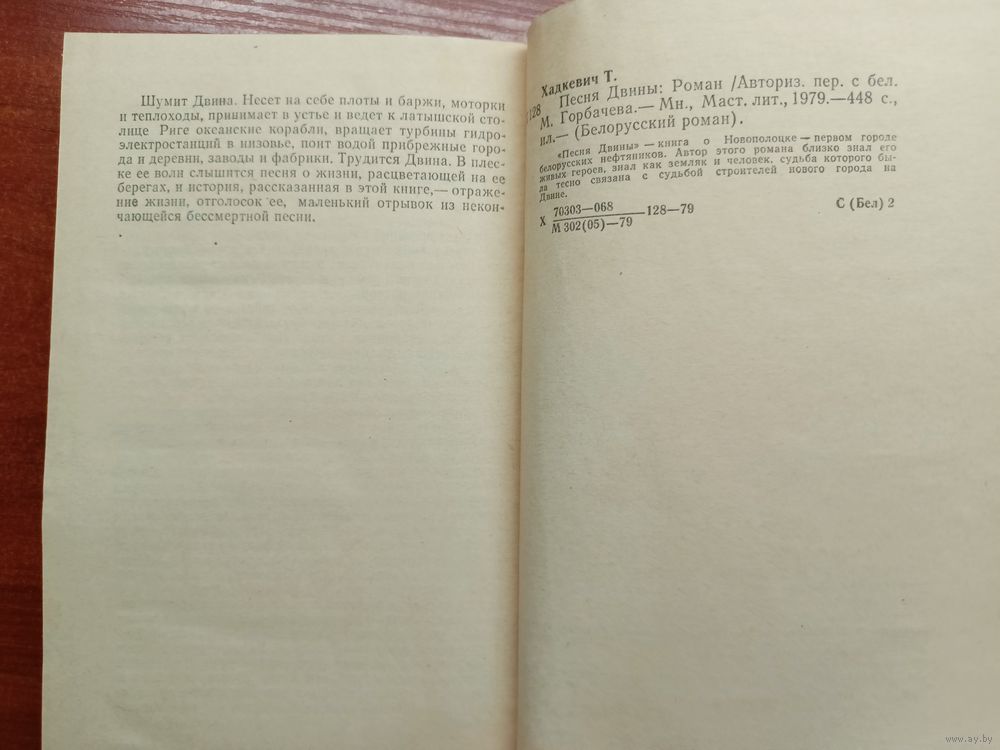 Шумит Двина. Несет на себе плоты и баржи, моторки
и теплоходы, принимает в устье и ведет к латышской сто-
лице Риге океанские корабли, вращает турбины гидро-
электростанций в низовье, поит водой прибрежные горо-
да и деревни, заводы и фабрики. Трудится Двина. В плес-
ке ее волн слышится песня о жизни, расцветающей на ее
берегах, и история, рассказанная в этой книге,— отраже-
ние жизни, отголосок ее, маленький отрывок из некон-
чающейся бессмертной песни.
Хадкевич Т.
128
Песня Двины: Роман /Авториз. пер. с бел.
М. Горбачева.— Мн., Маст. лит., 1979.—448 с.,
ил.— (Белорусский роман).
«Песня Двины» — книга о Новополоцке — первом городе
белорусских нефтяников. Автор этого романа близко знал его
живых героев, знал как земляк и человек, судьба которого бы-
ла тесно связана с судьбой строителей нового города на
Двине.
70303—068
Х —128—79
М 302(05)—79
С (Бел) 2
www.ay.by